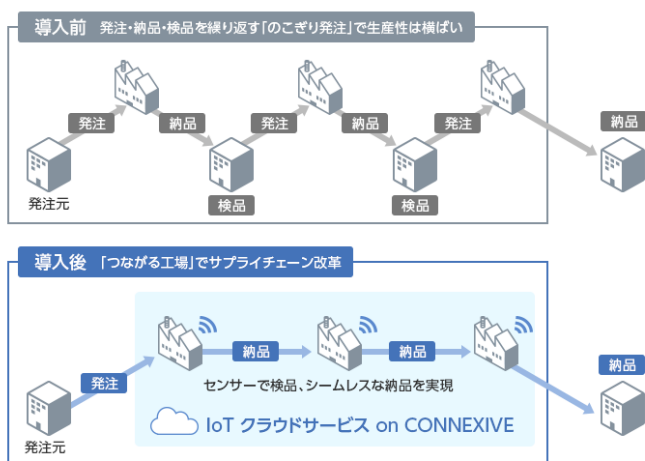 導入前 発注・納品・検品を繰り返す「のこぎり発注」で生産性は横ばい
発注 納品 発注 納品 発注 納品
発注元 検品 検品
導入後 「つながる工場」でサプライチェーン改革
納品 納品 納品
発注 センサーで検品、シームレスな納品を実現
IoT クラウドサービス on CONNEXIVE
発注元